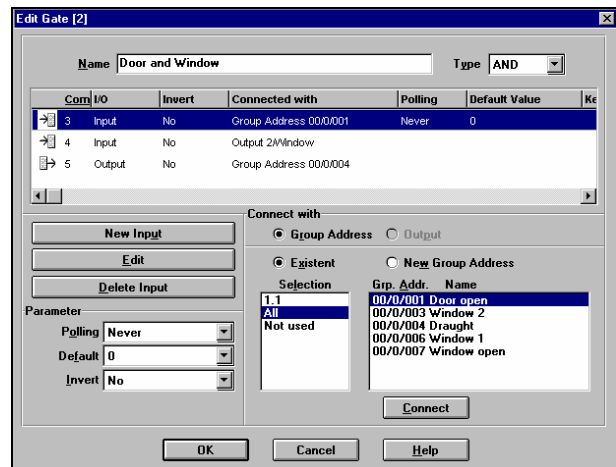 Edit Gate [2]
Name Door and Window Type AND
Com I/O Invert Connected with Polling Default Value Ke
3 Input No Group Address 00/0/001 Never 0
4 Input No Output 2/Window
5 Output No Group Address 00/0/004
Connect with
New Input
Group Address Output
Edit
Existent New Group Address
Delete Input
Selection Grp. Addr. Name
1.1 00/0/001 Door open
All 00/0/003 Window 2
Not used 00/0/004 Draught
00/0/006 Window 1
00/0/007 Window open
Parameter
Polling Never
Default 0
Invert No
Connect
OK Cancel Help